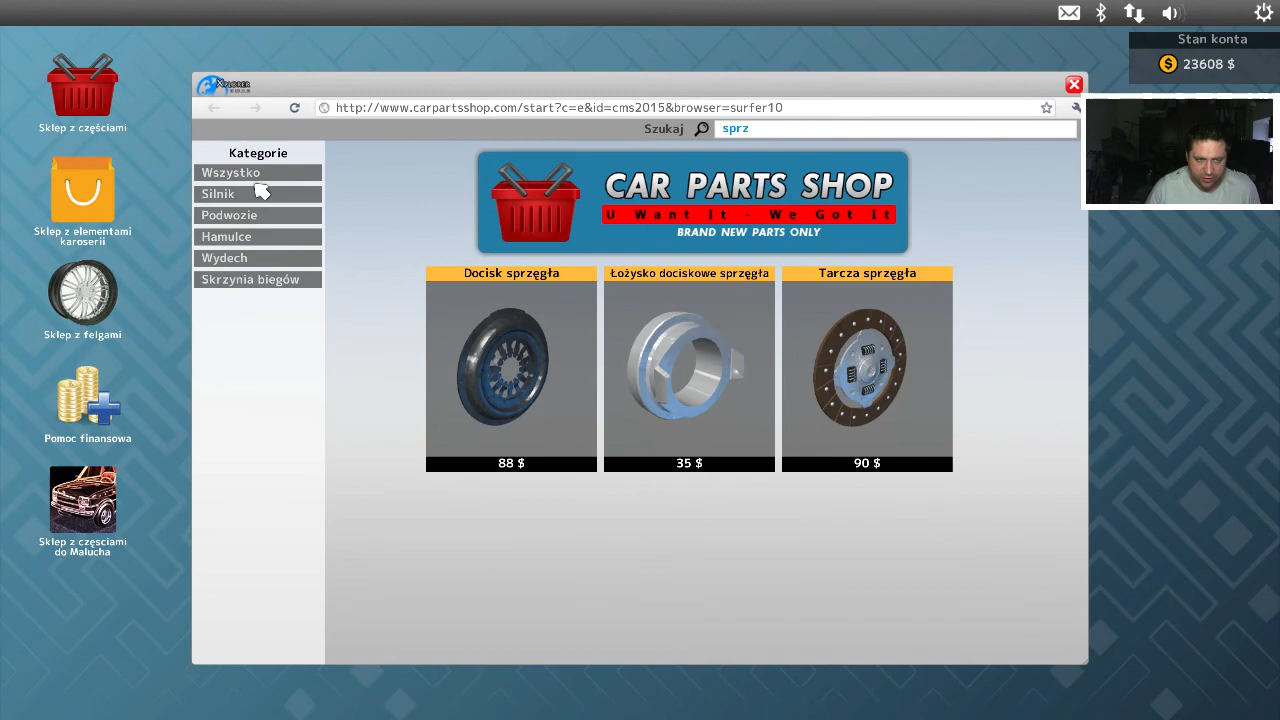 Stan konta
23608 $
Sklep z częściami
Sklep z elementami
karoserii
Sklep z felgami
Pomoc finansowa
Sklep z częsciami
do Malucha
XPLORER
http://www.carpartsshop.com/start?c=e&id=cms2015&browser=surfer10
Szukaj
sprz
Kategorie
Wszystko
Silnik
Podwozie
Hamulce
Wydech
Skrzynia biegów
CAR PARTS SHOP
U Want It - We Got It
BRAND NEW PARTS ONLY
Docisk sprzęgła
88 $
Łożysko dociskowe sprzęgła
35 $
Tarcza sprzęgła
90 $